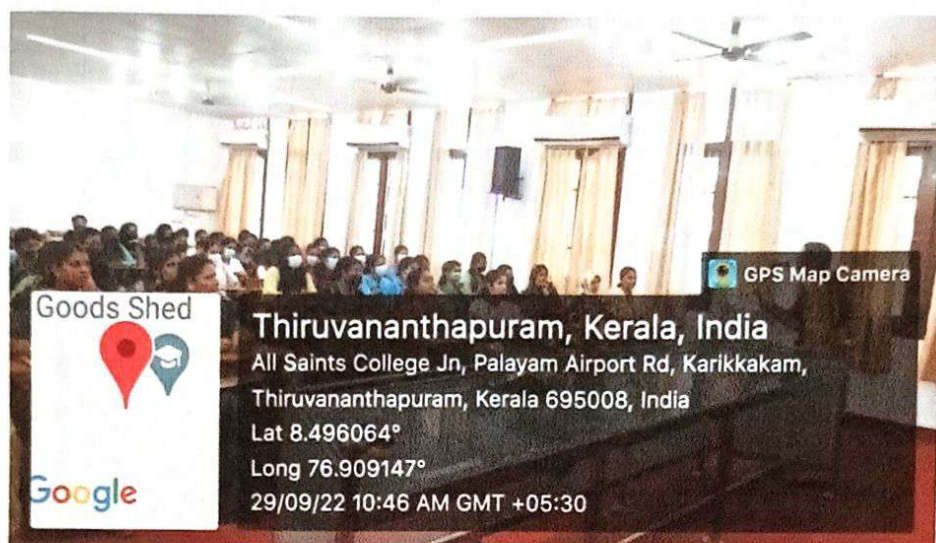 GPS Map Camera
Goods Shed
Google
Thiruvananthapuram, Kerala, India
All Saints College Jn, Palayam Airport Rd, Karikkakam,
Thiruvananthapuram, Kerala 695008, India
Lat 8.496064°
Long 76.909147°
29/09/22 10:46 AM GMT +05:30